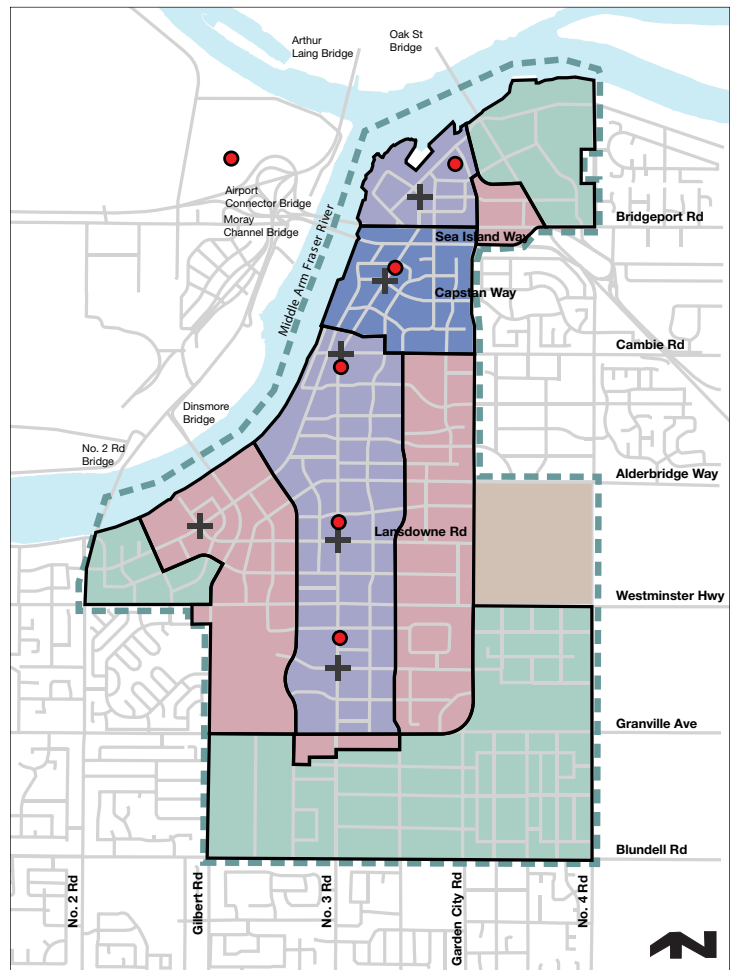 Oak St
Bridge
Arthur
Laing Bridge
Airport
Connector Bridge
Moray
Channel Bridge
Bridgeport Rd
Sea Island Way
Middle Arm Fraser River
Capstan Way
Cambie Rd
Dinsmore
Bridge
No. 2 Rd
Bridge
Alderbridge Way
Lansdowne Rd
Westminster Hwy
Granville Ave
Blundell Rd
No. 2 Rd
Gilbert Rd
No. 3 Rd
Garden City Rd
No. 4 Rd
N